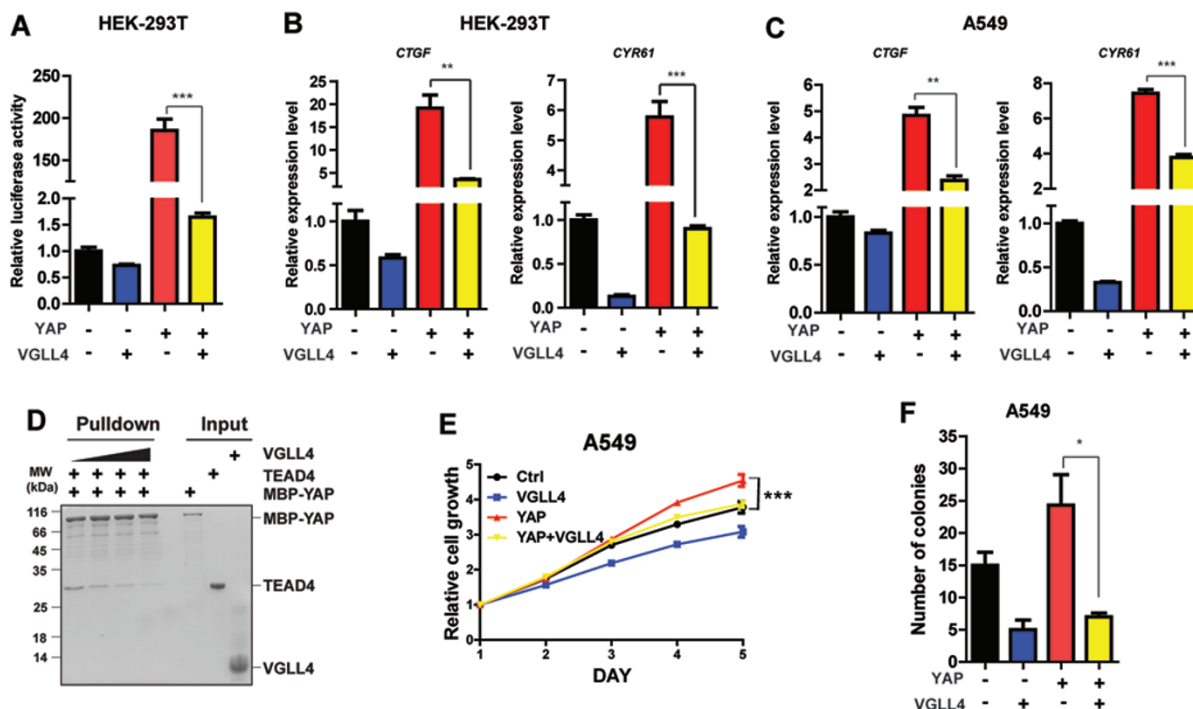 A
HEK-293T
Relative luciferase activity
250
200
150
100
50
2.0
1.5
1.0
0.5
0.0
***
YAP - - + +
VGLL4 - + - +
B
HEK-293T
CTGF
Relative expression level
25
20
15
10
5
1.0
0.5
0.0
**
YAP - - + +
VGLL4 - + - +
CYR61
Relative expression level
7
6
5
4
3
2
1.0
0.5
0.0
***
- - + +
- + - +
C
A549
CTGF
Relative expression level
6
5
4
3
2
1.0
0.5
0.0
**
YAP - - + +
VGLL4 - + - +
CYR61
Relative expression level
8
6
4
2
1.0
0.5
0.0
***
- - + +
- + - +
D
Pulldown Input
+ VGLL4
+ + + + + TEAD4
+ + + + + MBP-YAP
MW
(kDa)
116
66
45
35
25
18
14
MBP-YAP
TEAD4
VGLL4
E
A549
Relative cell growth
5
4
3
2
1
0
Ctrl
VGLL4
YAP
YAP+VGLL4
***
1 2 3 4 5
DAY
F
A549
Number of colonies
35
30
25
20
15
10
5
0
*
YAP - - + +
VGLL4 - + - +